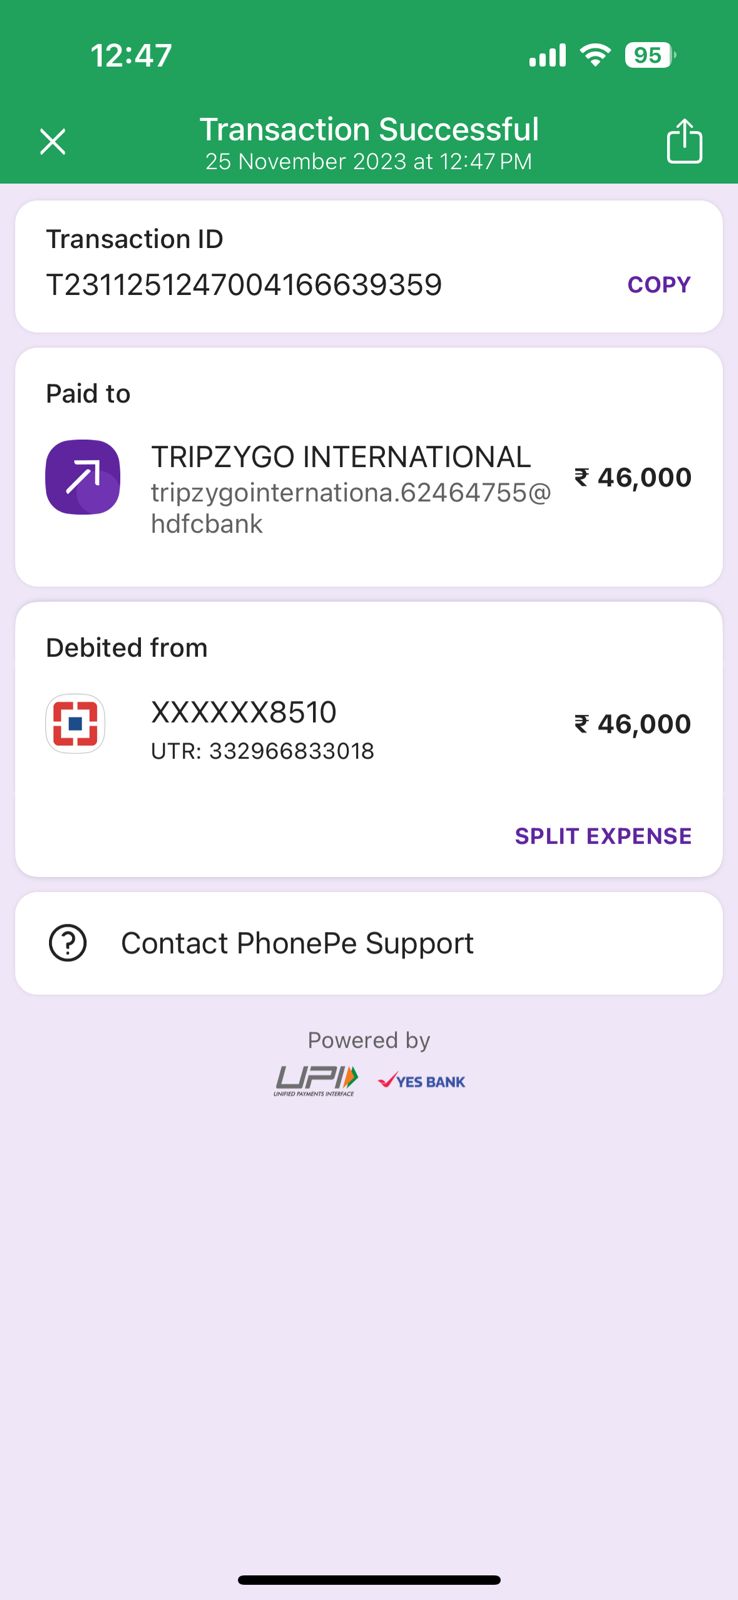 12:47
95
Transaction Successful
25 November 2023 at 12:47 PM
Transaction ID
T2311251247004166639359
COPY
Paid to
TRIPZYGO INTERNATIONAL
₹ 46,000
tripzygointernationa.62464755@
hdfcbank
Debited from
XXXXXX8510
₹ 46,000
UTR: 332966833018
SPLIT EXPENSE
Contact PhonePe Support
Powered by
UPI
UNIFIED PAYMENTS INTERFACE
YES BANK